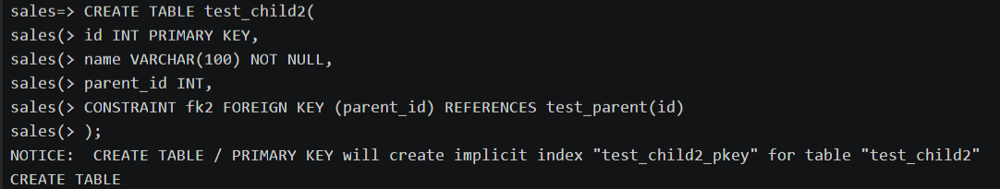 sales=> CREATE TABLE test_child2(
sales(> id INT PRIMARY KEY,
sales(> name VARCHAR(100) NOT NULL,
sales(> parent_id INT,
sales(> CONSTRAINT fk2 FOREIGN KEY (parent_id) REFERENCES test_parent(id)
sales(> );
NOTICE:  CREATE TABLE / PRIMARY KEY will create implicit index "test_child2_pkey" for table "test_child2"
CREATE TABLE